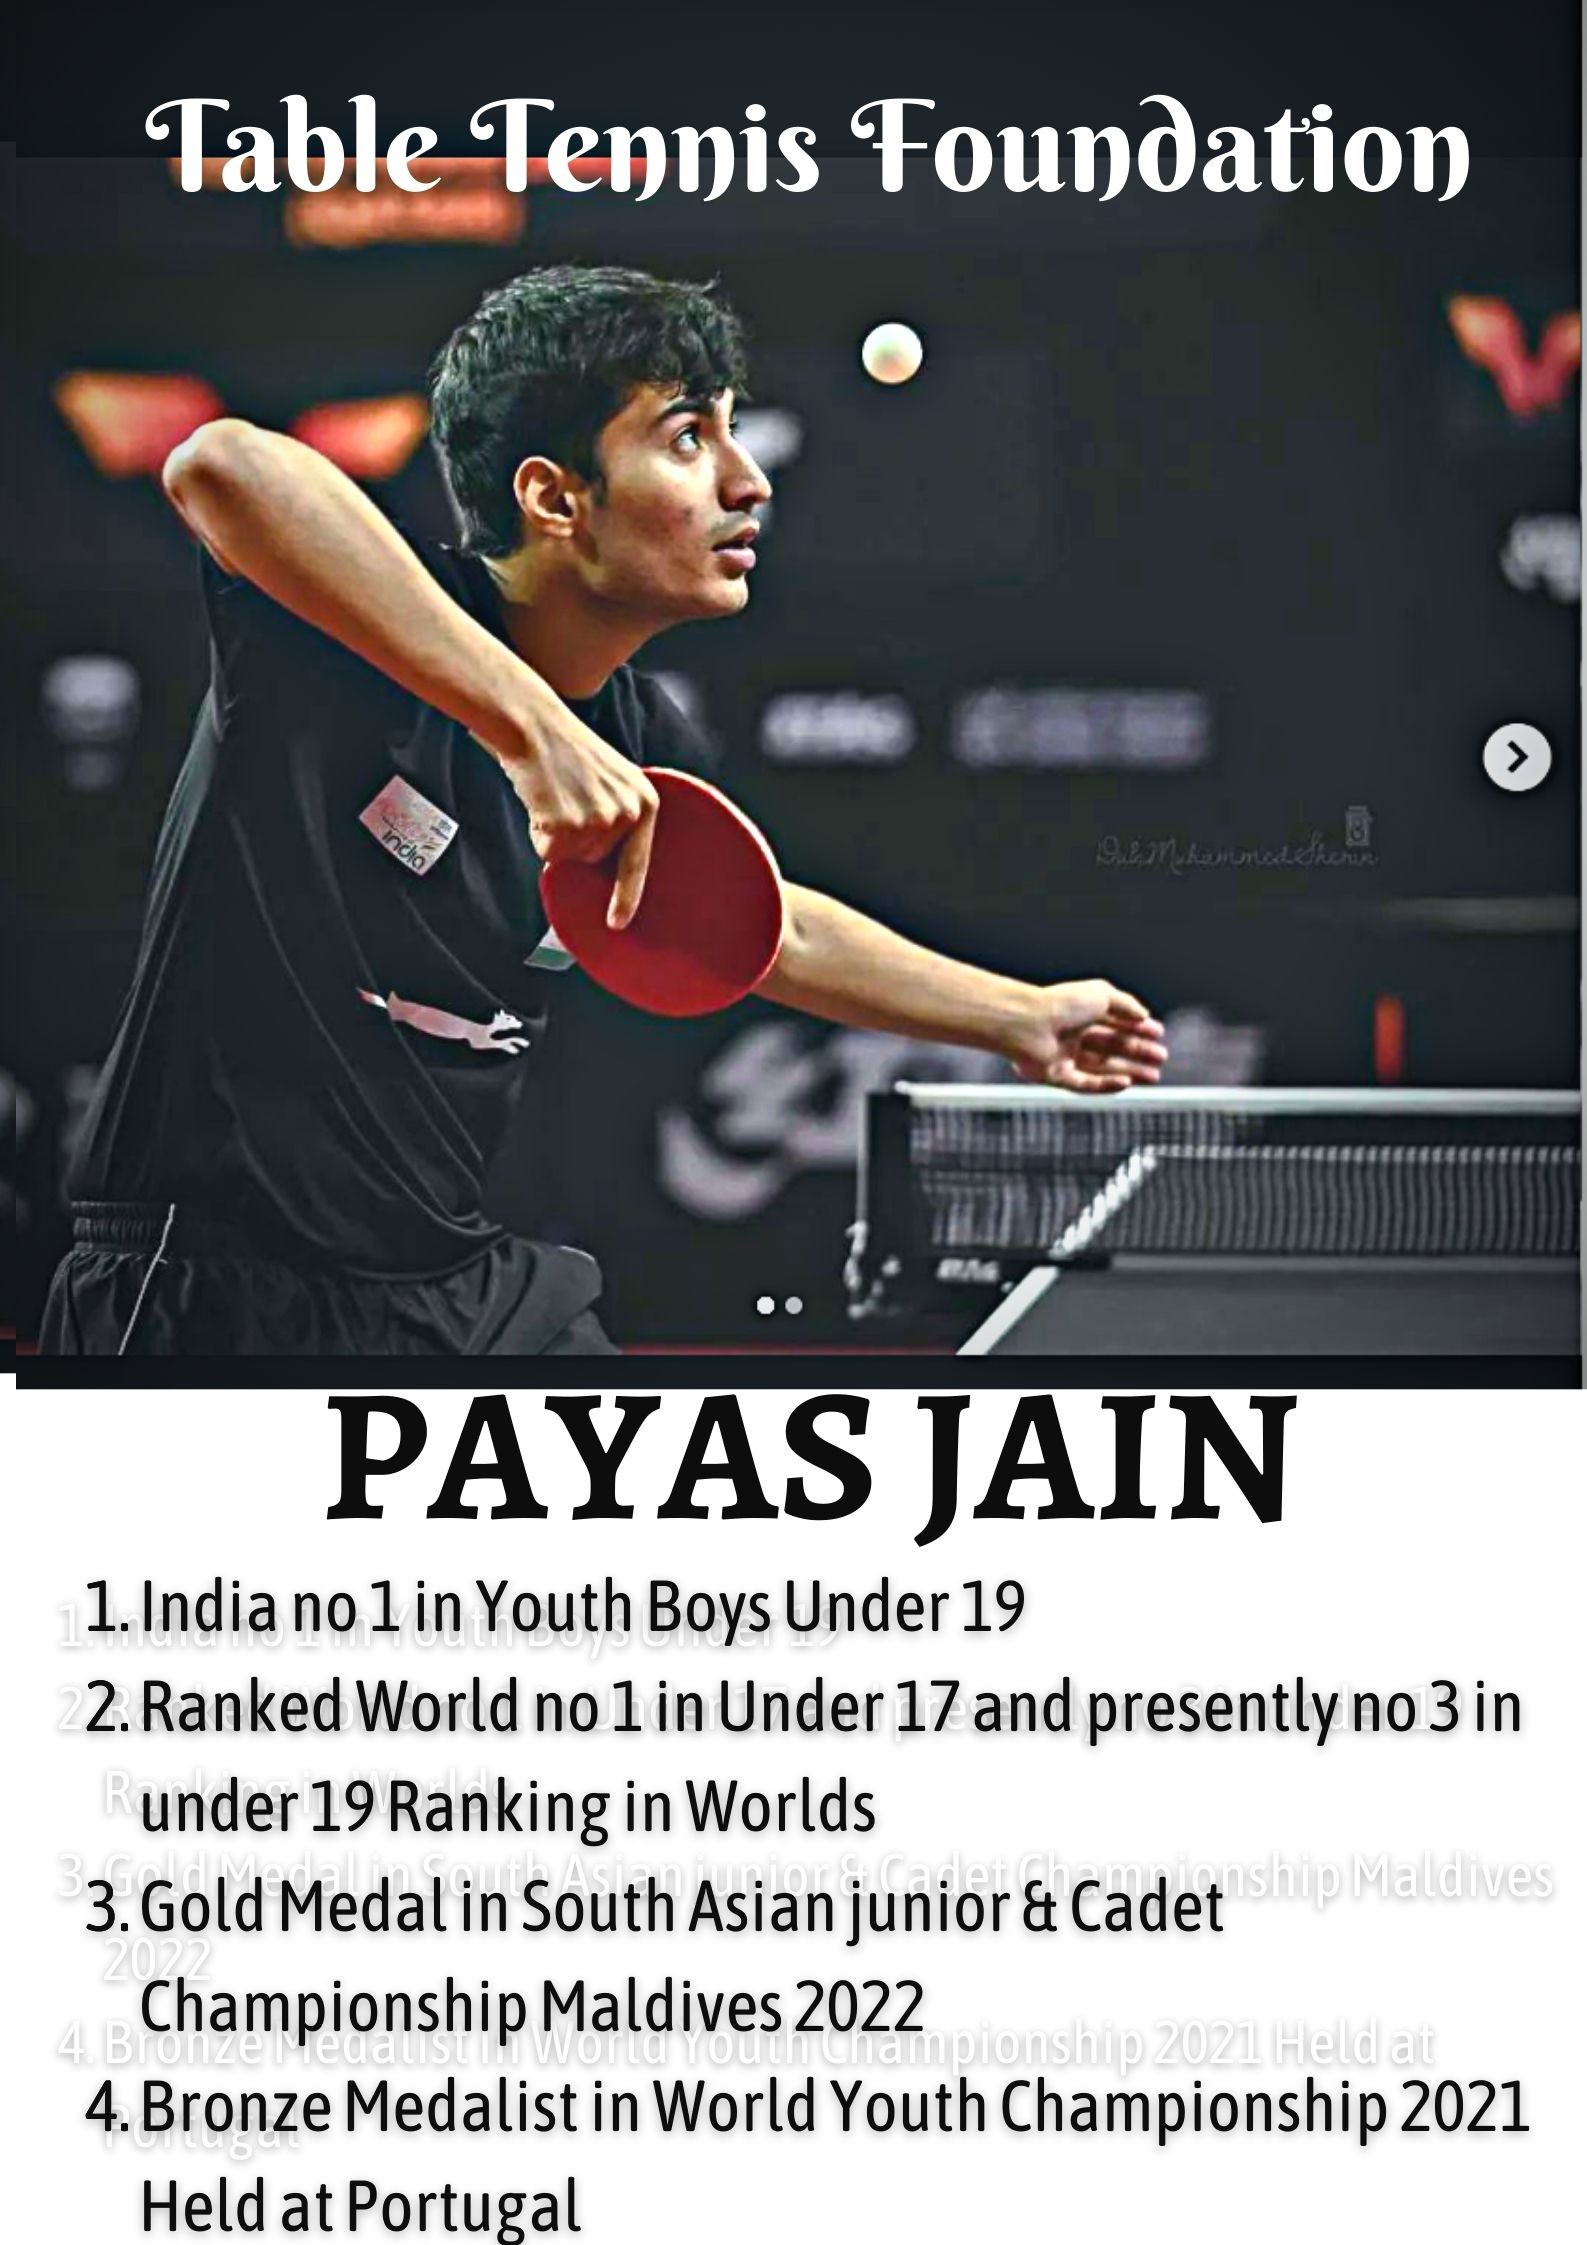 Table Tennis Foundation
india
PAYAS JAIN
1. India no 1 in Youth Boys Under 19
2. Ranked World no 1 in Under 17 and presently no 3 in
under 19 Ranking in Worlds
3. Gold Medal in South Asian junior & Cadet
Championship Maldives 2022
4. Bronze Medalist in World Youth Championship 2021
Held at Portugal